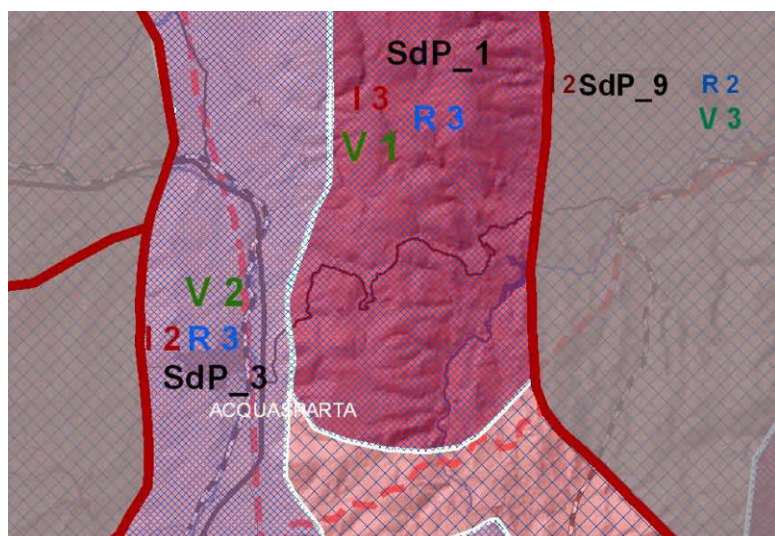 SdP_1
I 3
R 3
V 1
I 2 SdP_9 R 2
V 3
V 2
I 2 R 3
SdP_3
ACQUASPARTA